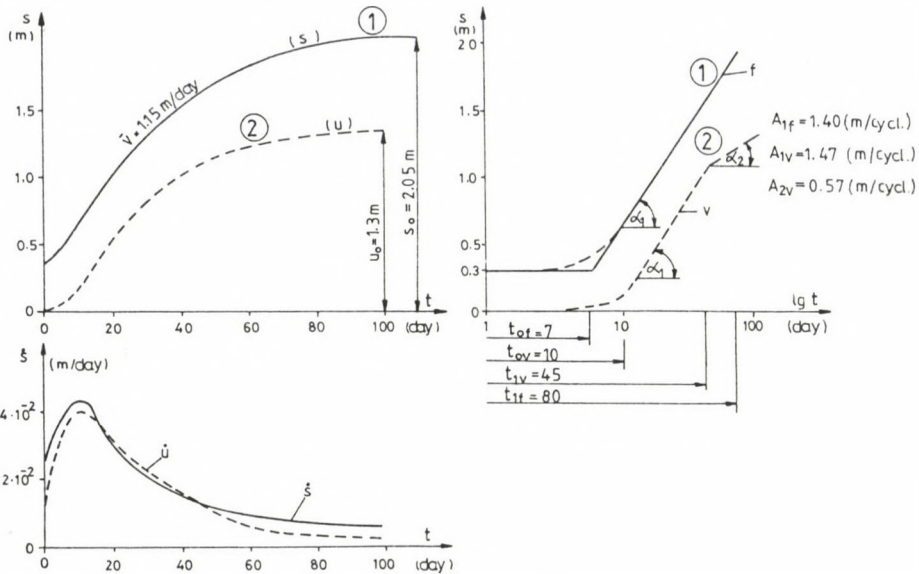 s
(m)
1
(s)
v̄ = 1.15 m/day
1.5
2
(u)
1.0
0.5
u₀=1.3m
s₀=2.05 m
0
t
0
20
40
60
80
100
(day)
ṡ
(m/day)
4·10⁻²
2·10⁻²
u̇
ṡ
0
t
0
20
40
60
80
100
(day)
s
(m)
2.0
1
f
1.5
2
A1f=1.40 (m/cycl.)
α2
A1v=1.47 (m/cycl.)
1.0
A2v=0.57 (m/cycl.)
v
α1
0.5
α1
0.3
0
lg t
1
10
100
(day)
t0f=7
t0v=10
t1v=45
t1f=80